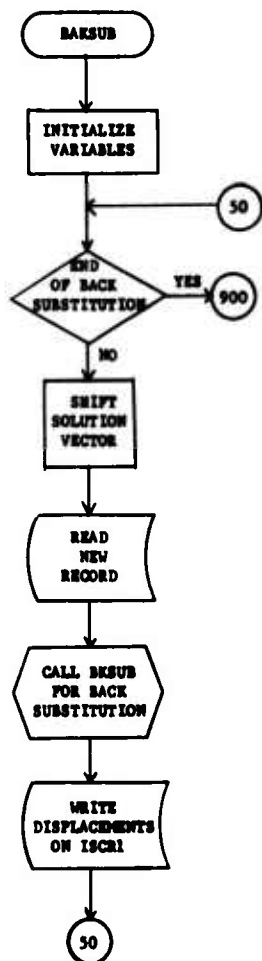 BAKSUB
INITIALIZE
VARIABLES
50
END
OF BACK
SUBSTITUTION
YES
900
NO
SHIFT
SOLUTION
VECTOR
READ
NEW
RECORD
CALL BKSUB
FOR BACK
SUBSTITUTION
WRITE
DISPLACEMENTS
ON ISCR1
50